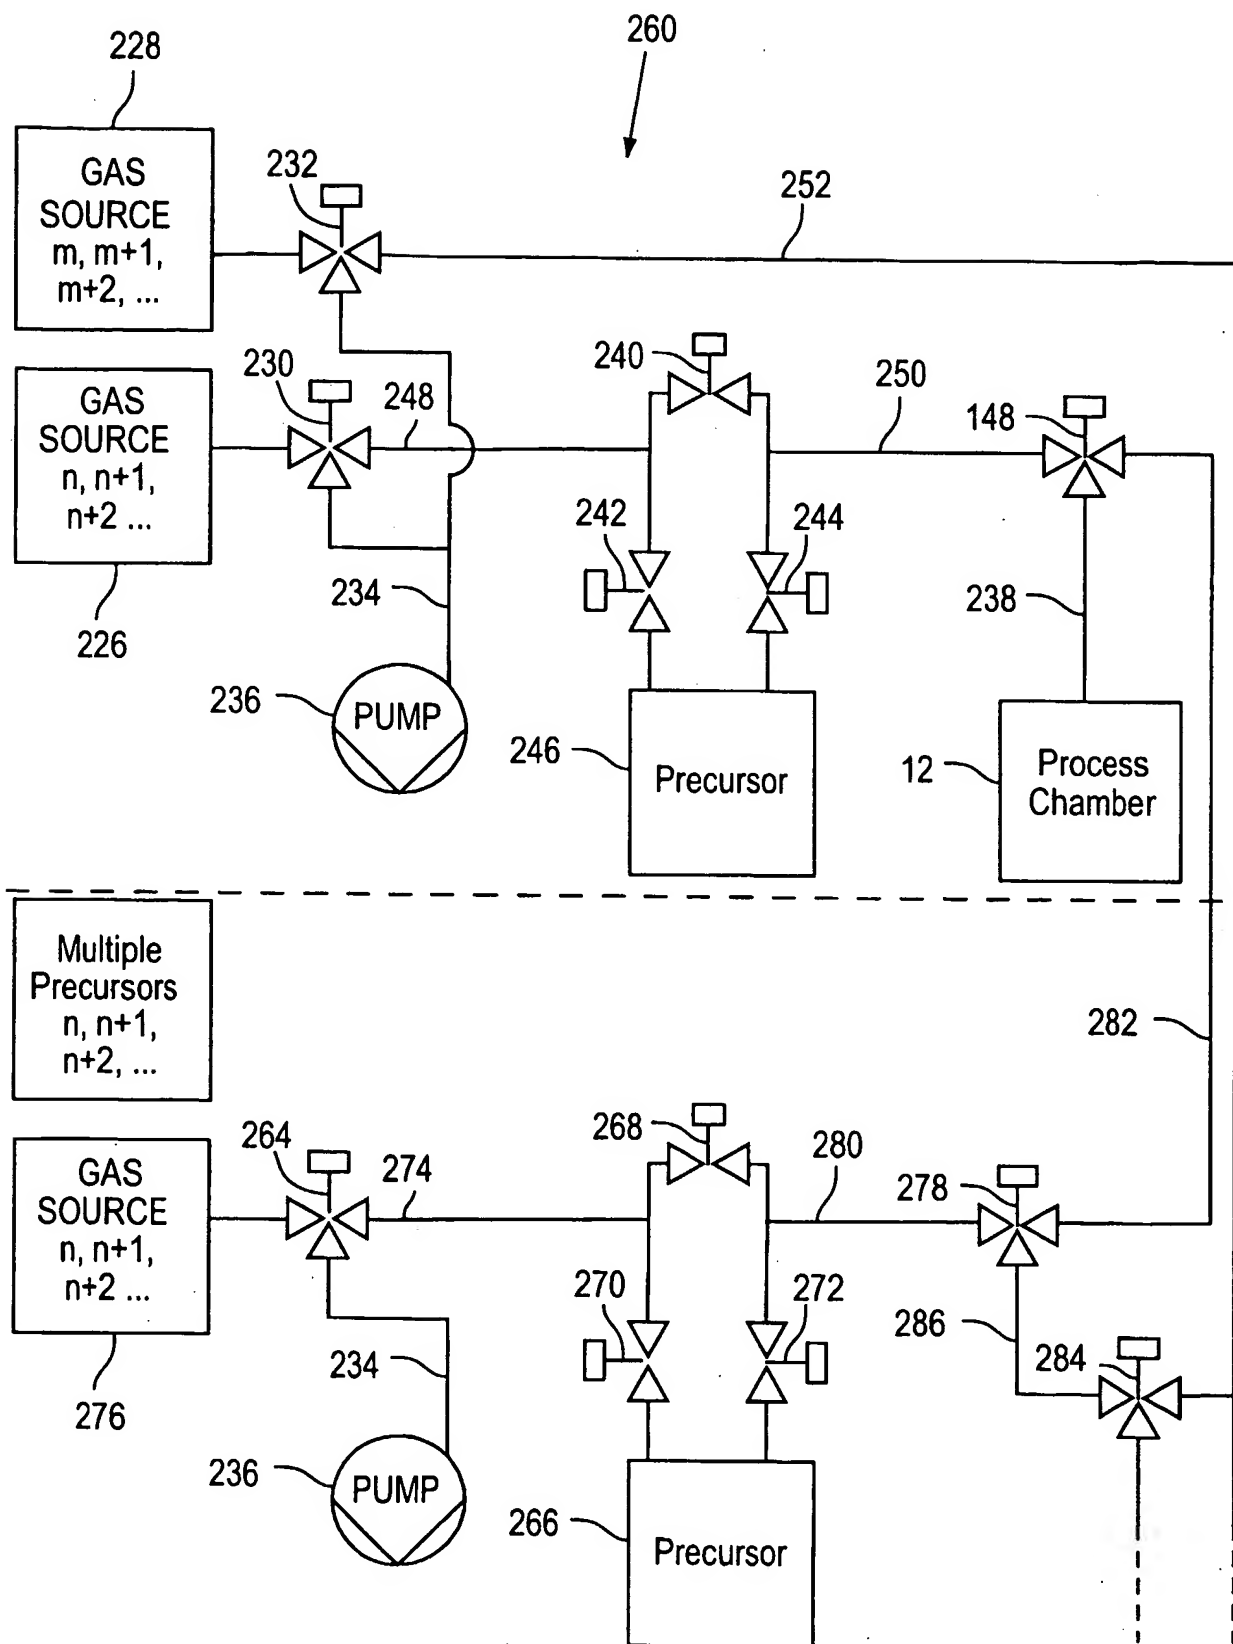 260
228
GAS
SOURCE
m, m+1,
m+2, ...
232
252
230
GAS
SOURCE
n, n+1,
n+2 ...
226
248
240
250
148
242
244
234
238
236
PUMP
246
Precursor
12
Process
Chamber
Multiple
Precursors
n, n+1,
n+2, ...
282
264
GAS
SOURCE
n, n+1,
n+2 ...
276
274
268
280
278
270
272
286
284
234
236
PUMP
266
Precursor